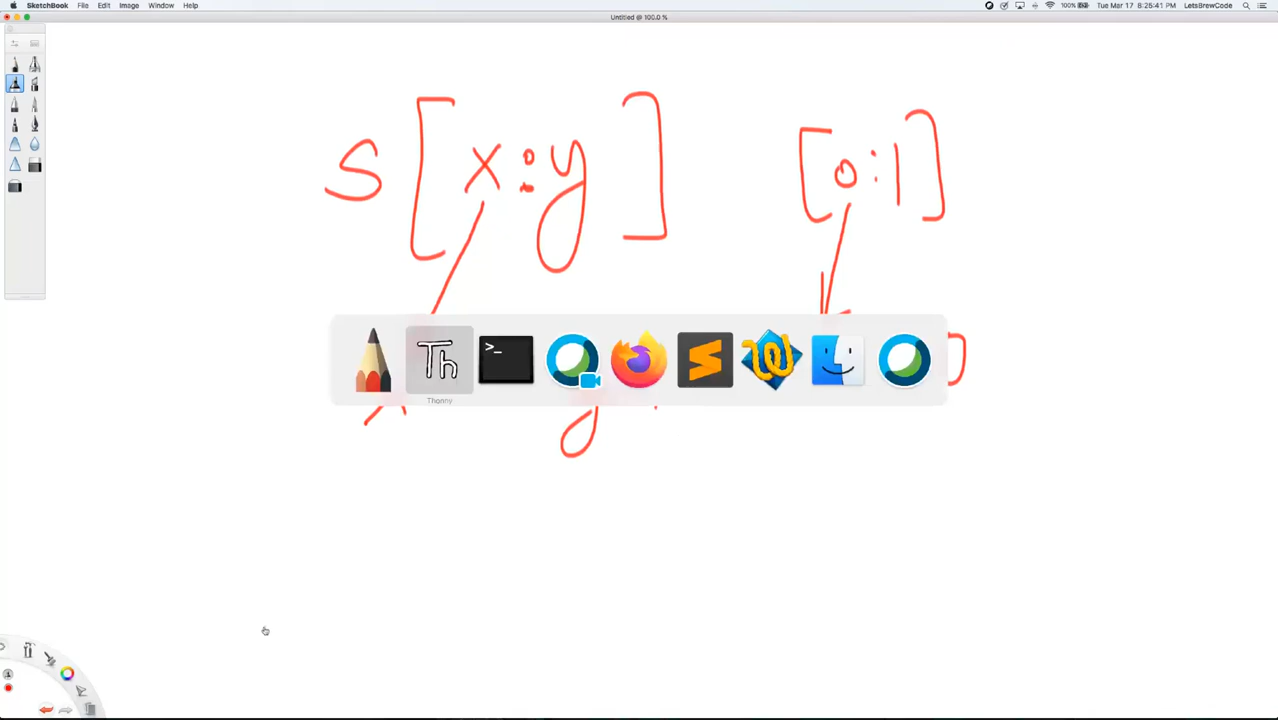 SketchBook File Edit Image Window Help 100% Tue Mar 17 8:25:41 PM LetsBrewCode
Untitled @ 100.0 %
S[x:y] [0:1]
Th >_ S
Thonny
y